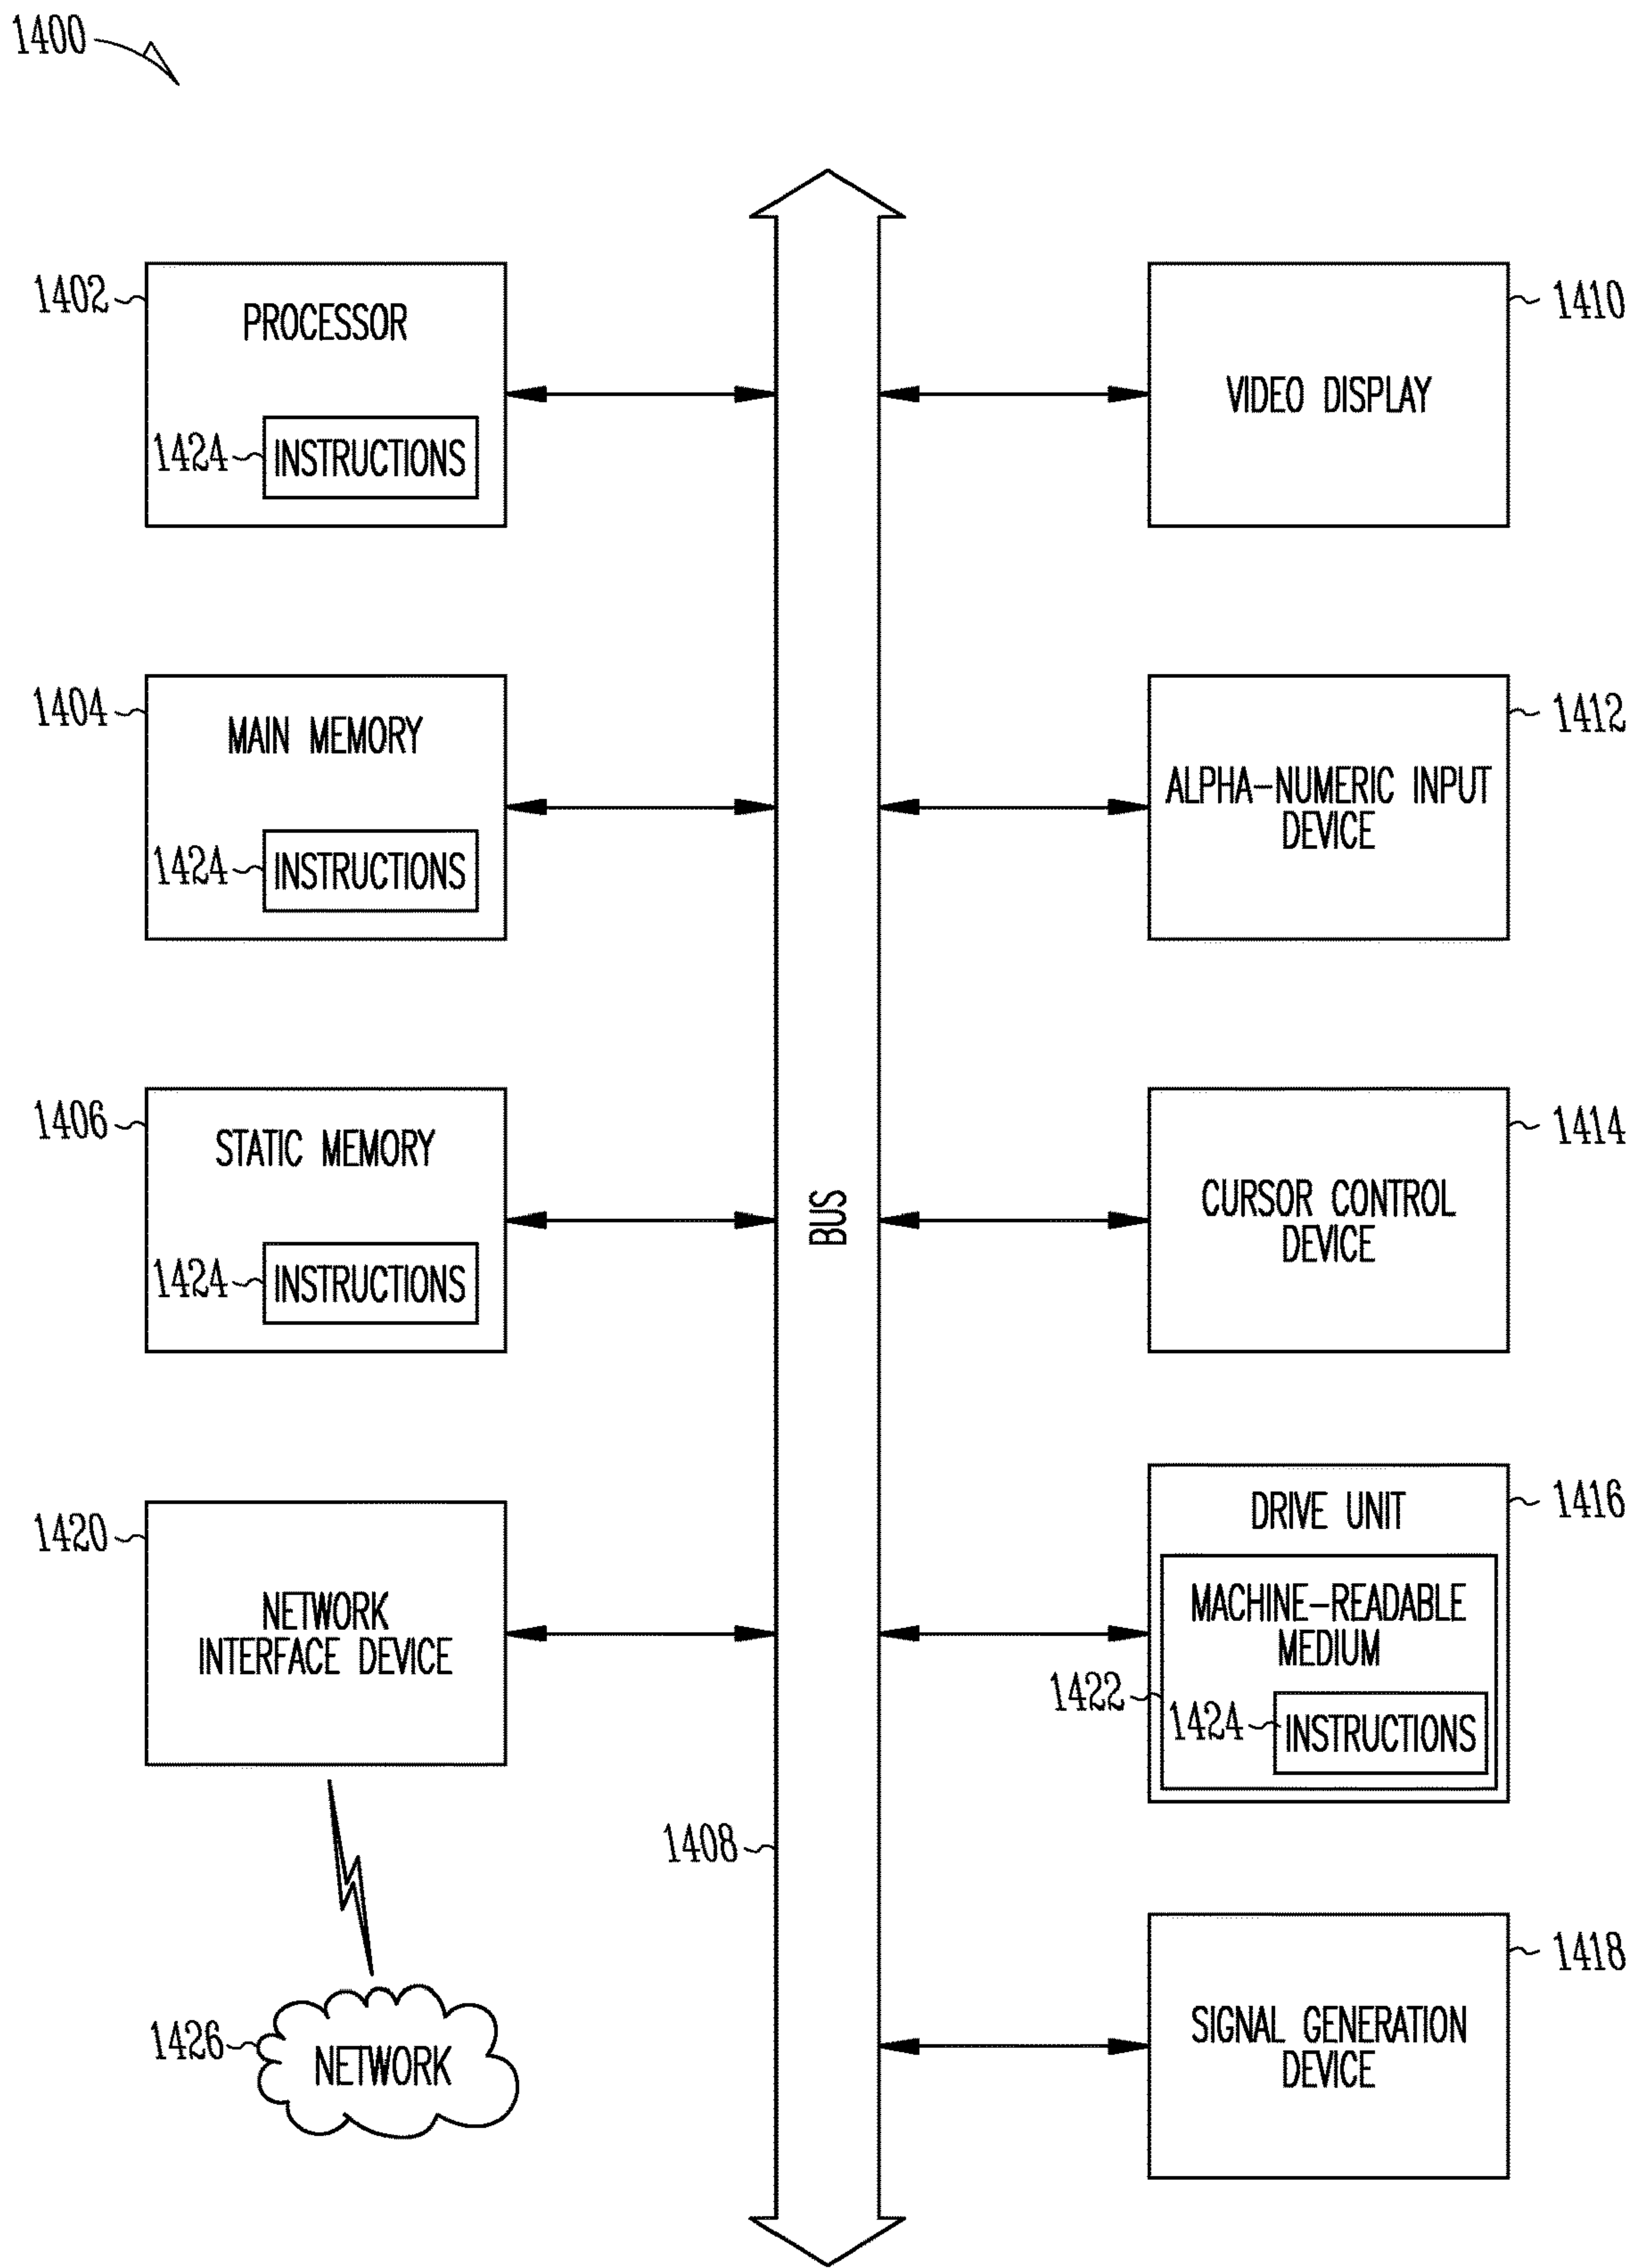 1400
1402
PROCESSOR
1424
INSTRUCTIONS
1404
MAIN MEMORY
1424
INSTRUCTIONS
1406
STATIC MEMORY
1424
INSTRUCTIONS
1420
NETWORK
INTERFACE DEVICE
1426
NETWORK
BUS
1408
1410
VIDEO DISPLAY
1412
ALPHA-NUMERIC INPUT
DEVICE
1414
CURSOR CONTROL
DEVICE
1416
DRIVE UNIT
MACHINE-READABLE
MEDIUM
1422
1424
INSTRUCTIONS
1418
SIGNAL GENERATION
DEVICE